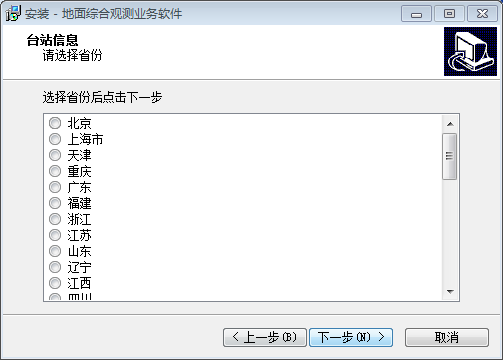 安装 - 地面综合观测业务软件
台站信息
请选择省份
选择省份后点击下一步
北京
上海市
天津
重庆
广东
福建
浙江
江苏
山东
辽宁
江西
四川
< 上一步(B)
下一步(N) >
取消